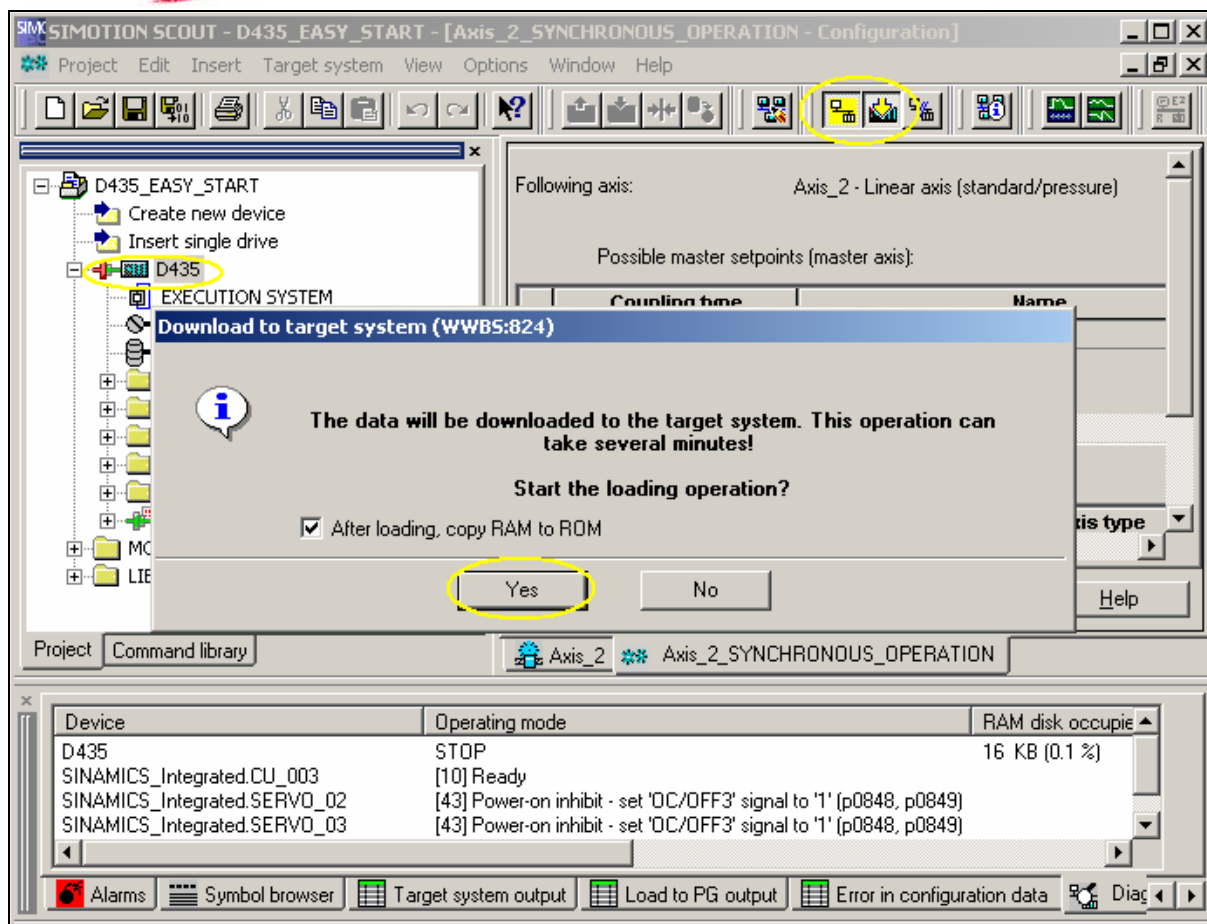 SIMOTION SCOUT - D435_EASY_START - [Axis_2_SYNCHRONOUS_OPERATION - Configuration]
Project Edit Insert Target system View Options Window Help
D435_EASY_START
Create new device
Insert single drive
D435
EXECUTION SYSTEM
MO
LIE
Following axis: Axis_2 - Linear axis (standard/pressure)
Possible master setpoints (master axis):
Coupling type Name
xis type
Help
Download to target system (WWBS:824)
The data will be downloaded to the target system. This operation can
take several minutes!
Start the loading operation?
After loading, copy RAM to ROM
Yes No
Project Command library
Axis_2 Axis_2_SYNCHRONOUS_OPERATION
Device Operating mode RAM disk occupie
D435 STOP 16 KB (0.1 %)
SINAMICS_Integrated.CU_003 [10] Ready
SINAMICS_Integrated.SERVO_02 [43] Power-on inhibit - set 'OC/OFF3' signal to '1' (p0848, p0849)
SINAMICS_Integrated.SERVO_03 [43] Power-on inhibit - set 'OC/OFF3' signal to '1' (p0848, p0849)
Alarms Symbol browser Target system output Load to PG output Error in configuration data Diag